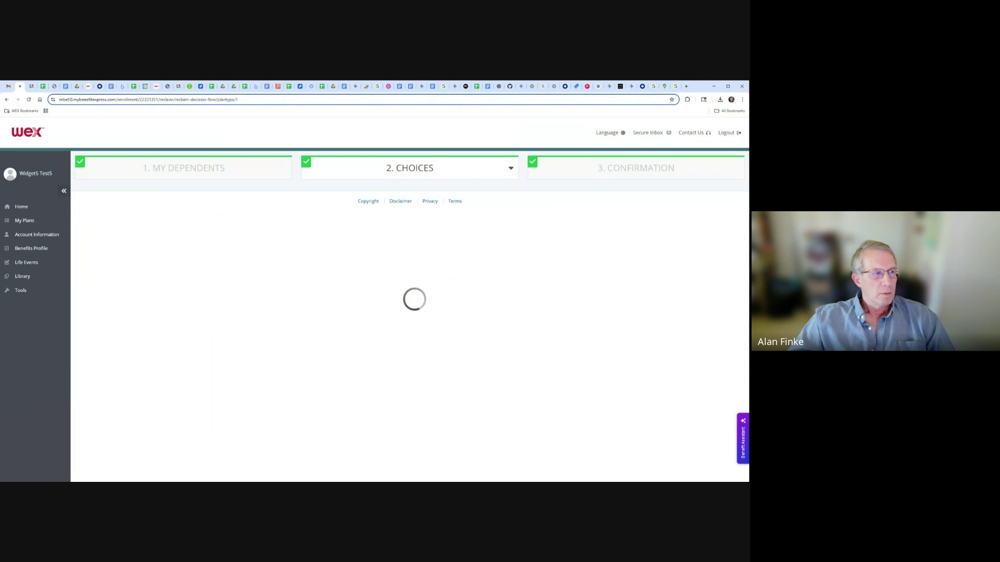 mbe50.mybenefitexpress.com/enrollment/22331351/reclaim/reclaim-decision-flow/plantype/1
WEX Bookmarks
All Bookmarks
wex
Language
Secure Inbox
Contact Us
Logout
Widget5 Test5
1. MY DEPENDENTS
2. CHOICES
3. CONFIRMATION
Copyright
Disclaimer
Privacy
Terms
Home
My Plans
Account Information
Benefits Profile
Life Events
Library
Tools
Benefit Assistant
Alan Finke